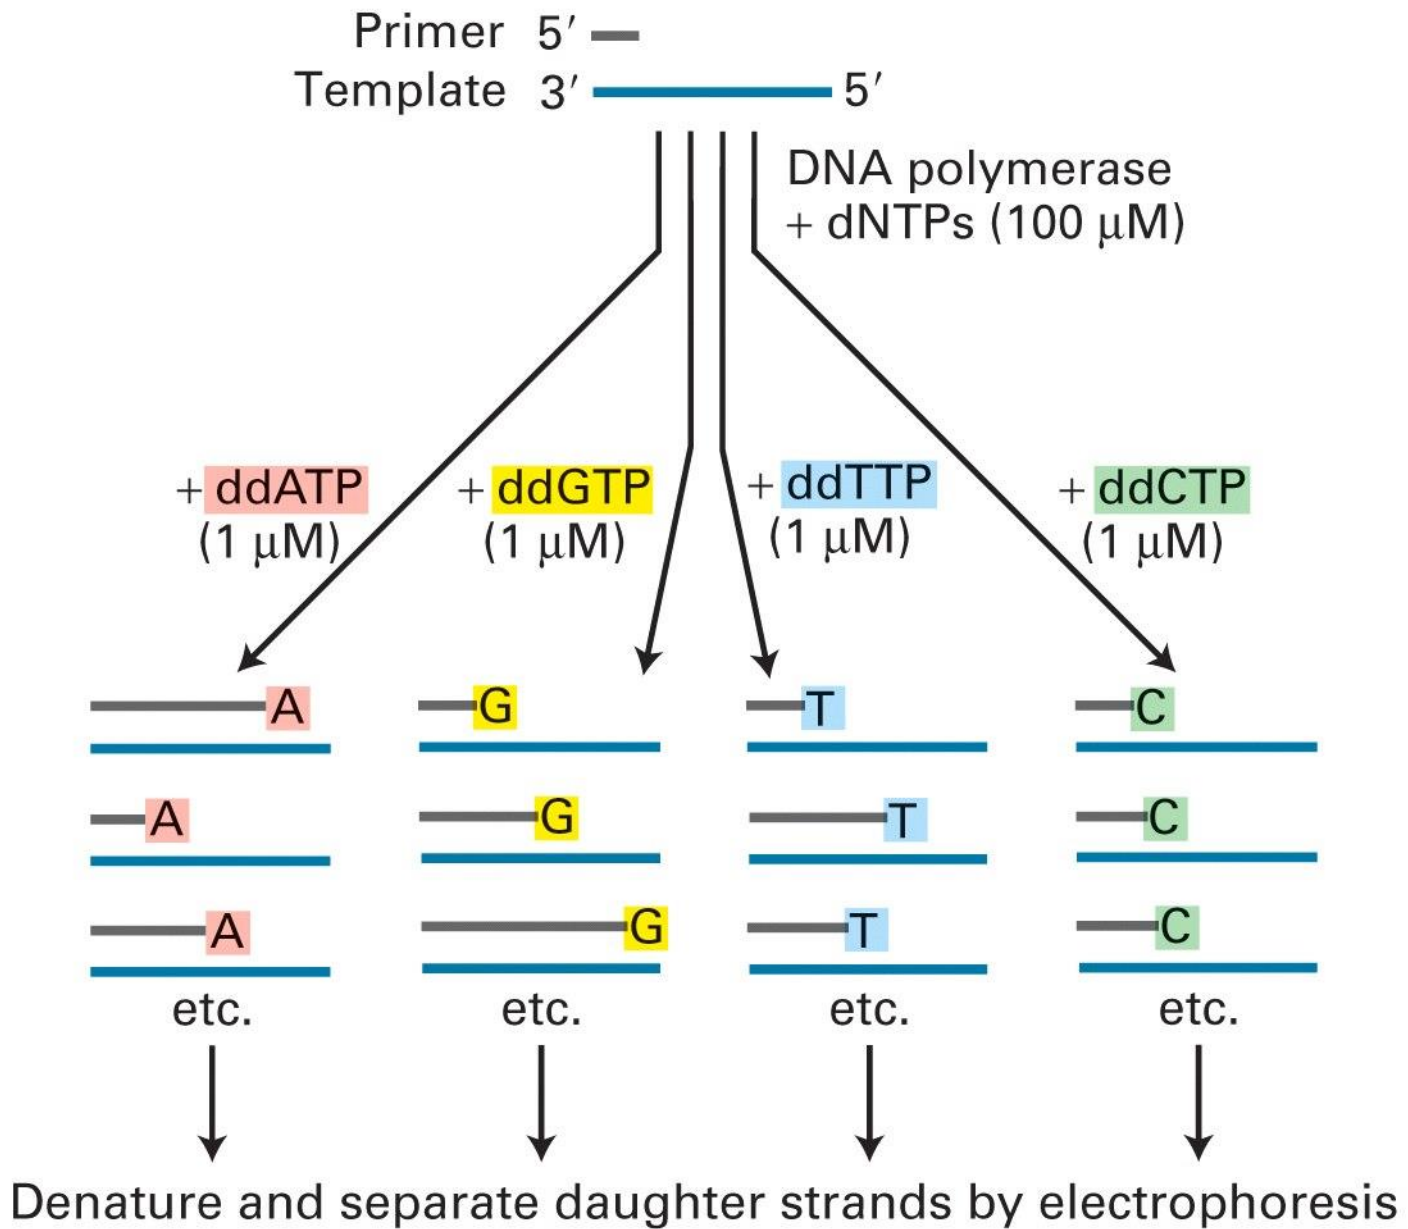 Primer 5′
Template 3′ 5′
DNA polymerase
+ dNTPs (100 μM)
+ ddATP
(1 μM)
+ ddGTP
(1 μM)
+ ddTTP
(1 μM)
+ ddCTP
(1 μM)
A
G
T
C
A
G
T
C
A
G
T
C
etc.
etc.
etc.
etc.
Denature and separate daughter strands by electrophoresis